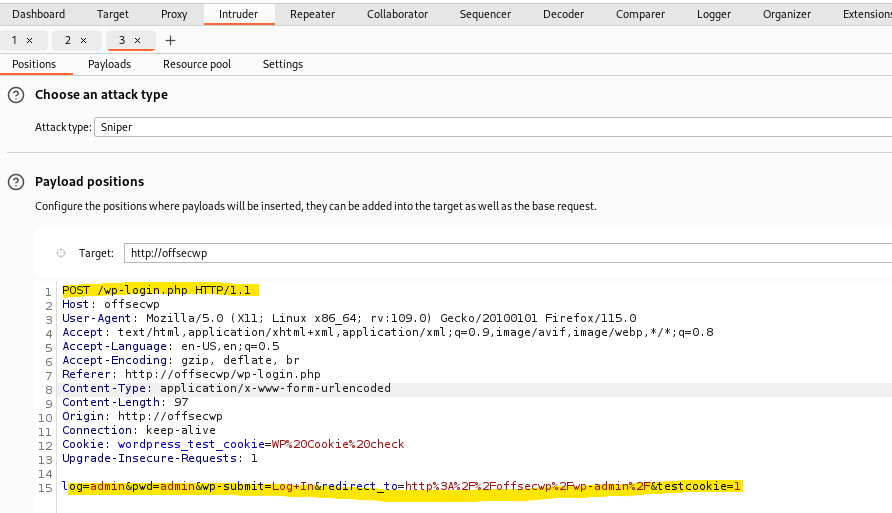 Dashboard Target Proxy Intruder Repeater Collaborator Sequencer Decoder Comparer Logger Organizer Extensions
1 × 2 × 3 × +
Positions Payloads Resource pool Settings
? Choose an attack type
Attack type: Sniper
? Payload positions
Configure the positions where payloads will be inserted, they can be added into the target as well as the base request.
Target: http://offsecwp
1 POST /wp-login.php HTTP/1.1
2 Host: offsecwp
3 User-Agent: Mozilla/5.0 (X11; Linux x86_64; rv:109.0) Gecko/20100101 Firefox/115.0
4 Accept: text/html,application/xhtml+xml,application/xml;q=0.9,image/avif,image/webp,*/*;q=0.8
5 Accept-Language: en-US,en;q=0.5
6 Accept-Encoding: gzip, deflate, br
7 Referer: http://offsecwp/wp-login.php
8 Content-Type: application/x-www-form-urlencoded
9 Content-Length: 97
10 Origin: http://offsecwp
11 Connection: keep-alive
12 Cookie: wordpress_test_cookie=WP%20Cookie%20check
13 Upgrade-Insecure-Requests: 1
14
15 log=admin&pwd=admin&wp-submit=Log+In&redirect_to=http%3A%2F%2Foffsecwp%2Fwp-admin%2F&testcookie=1